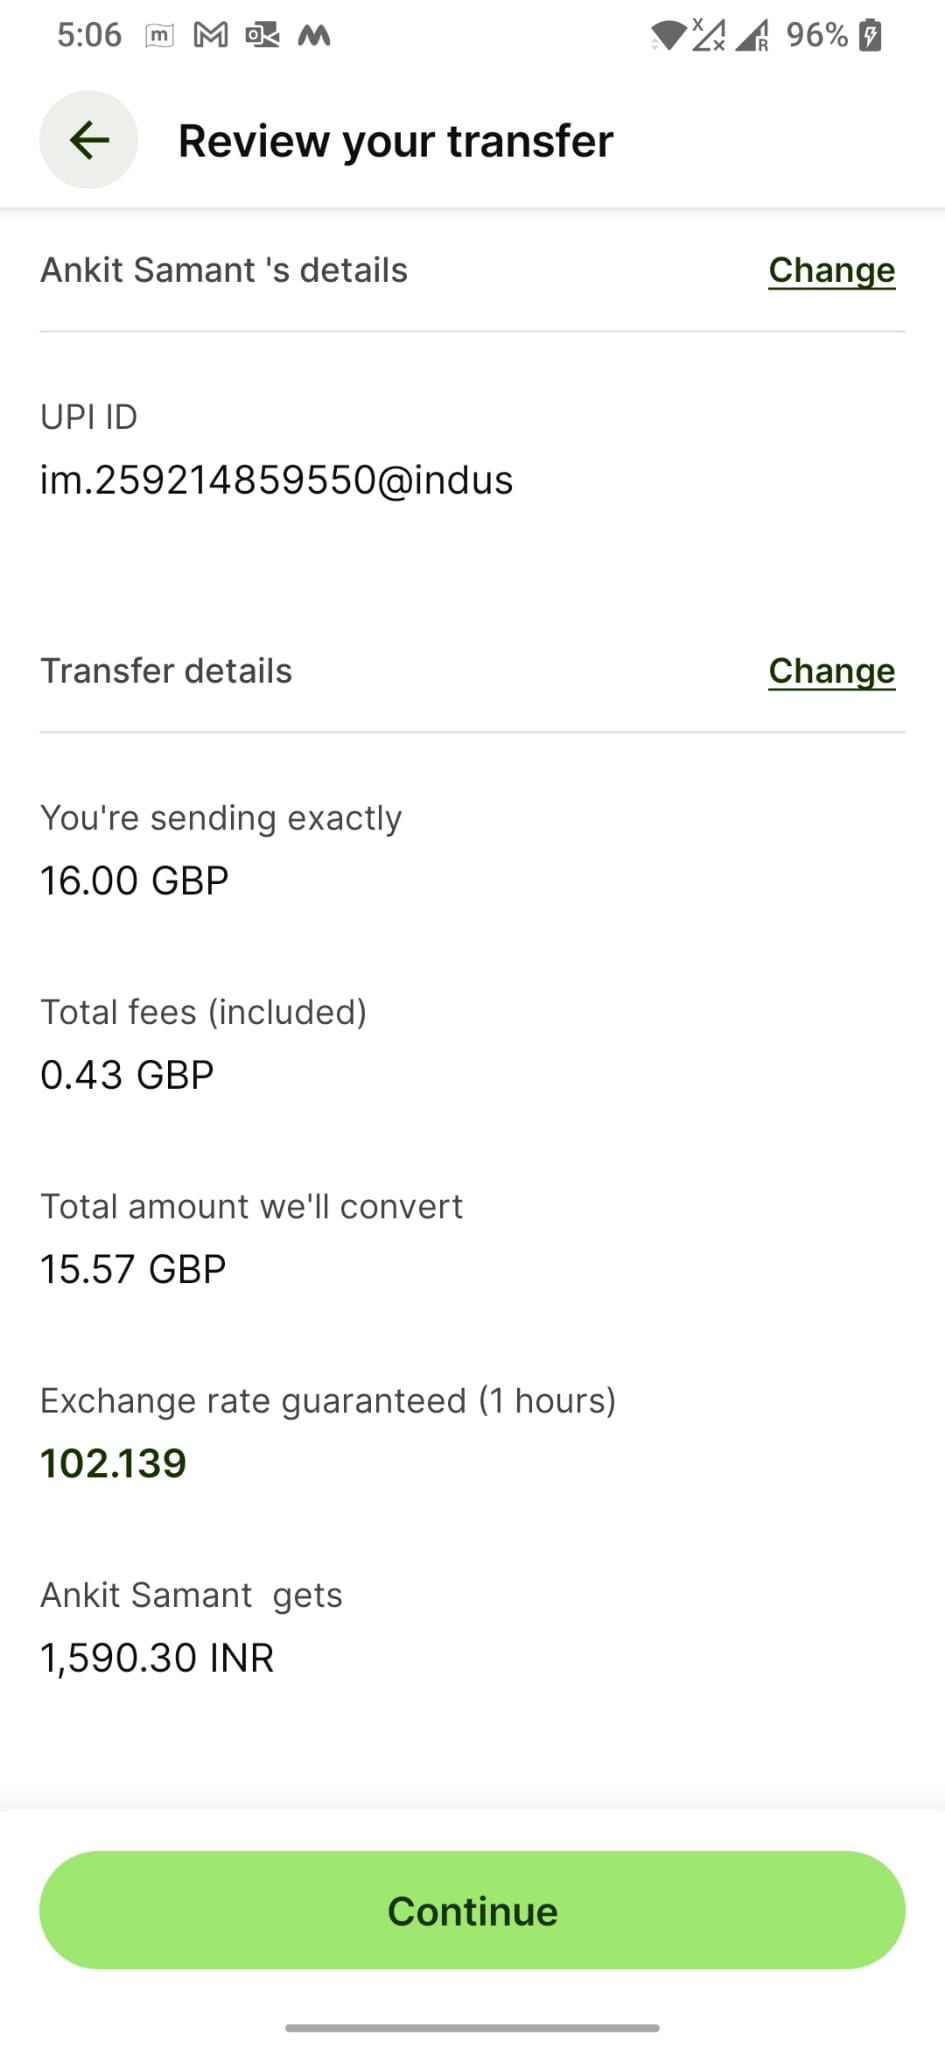 5:06
m
R
96%
Review your transfer
Ankit Samant 's details
Change
UPI ID
im.259214859550@indus
Transfer details
Change
You're sending exactly
16.00 GBP
Total fees (included)
0.43 GBP
Total amount we'll convert
15.57 GBP
Exchange rate guaranteed (1 hours)
102.139
Ankit Samant  gets
1,590.30 INR
Continue